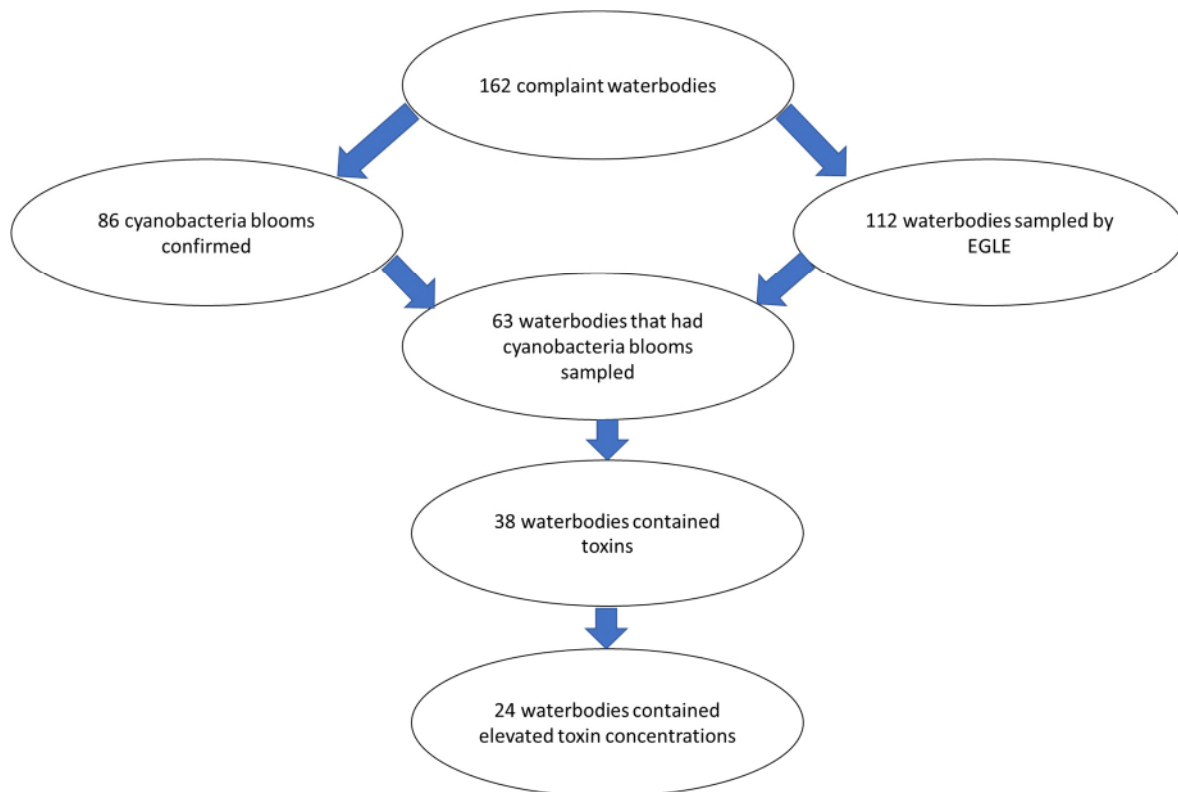 162 complaint waterbodies
86 cyanobacteria blooms
confirmed
112 waterbodies sampled by
EGLE
63 waterbodies that had
cyanobacteria blooms
sampled
38 waterbodies contained
toxins
24 waterbodies contained
elevated toxin concentrations